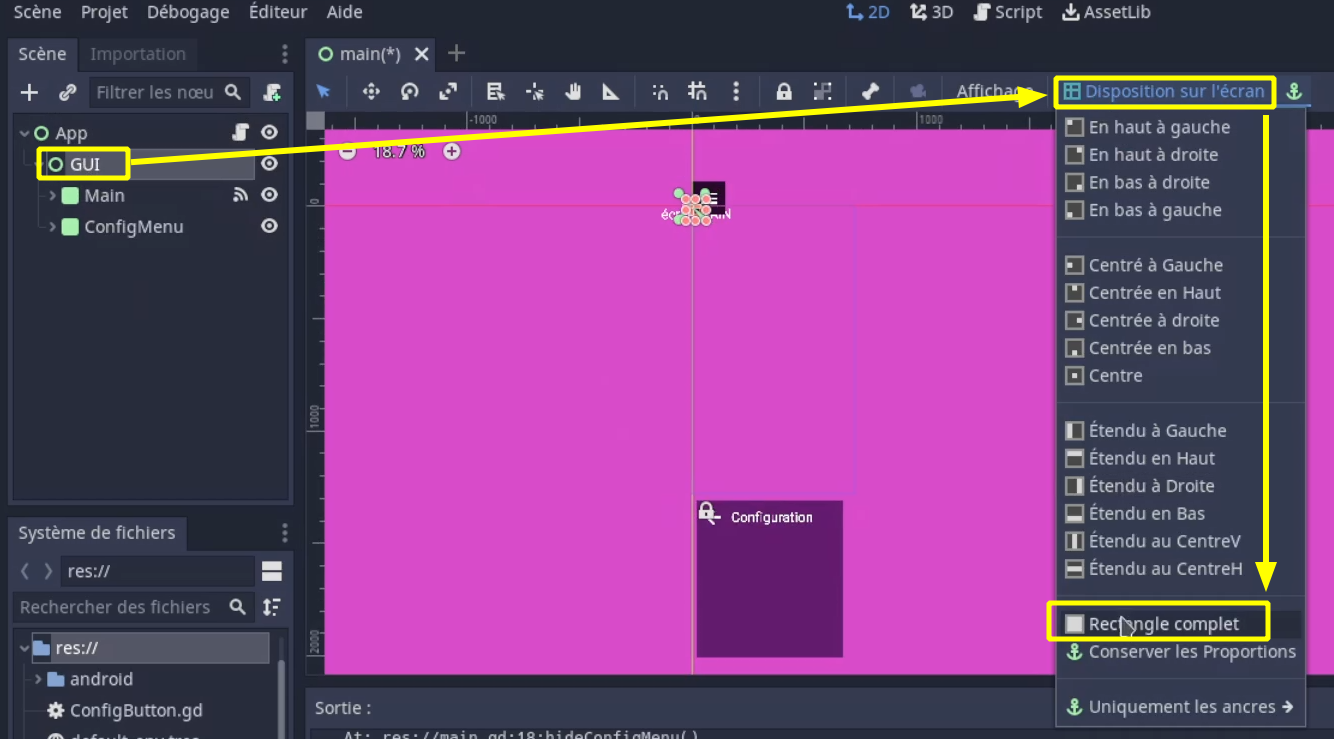 Scène Projet Débogage Éditeur Aide
2D 3D Script AssetLib
Scène Importation
main(*)
Filtrer les nœu
Affichage
Disposition sur l'écran
App
GUI
Main
ConfigMenu
-1000
0
1000
0
1000
2000
18.7 %
Configuration
En haut à gauche
En haut à droite
En bas à droite
En bas à gauche
Centré à Gauche
Centrée en Haut
Centrée à droite
Centrée en bas
Centre
Étendu à Gauche
Étendu en Haut
Étendu à Droite
Étendu en Bas
Étendu au CentreV
Étendu au CentreH
Rectangle complet
Conserver les Proportions
Uniquement les ancres
Système de fichiers
res://
Rechercher des fichiers
res://
android
ConfigButton.gd
Sortie :
At: res://main.gd:18:hideConfigMenu()